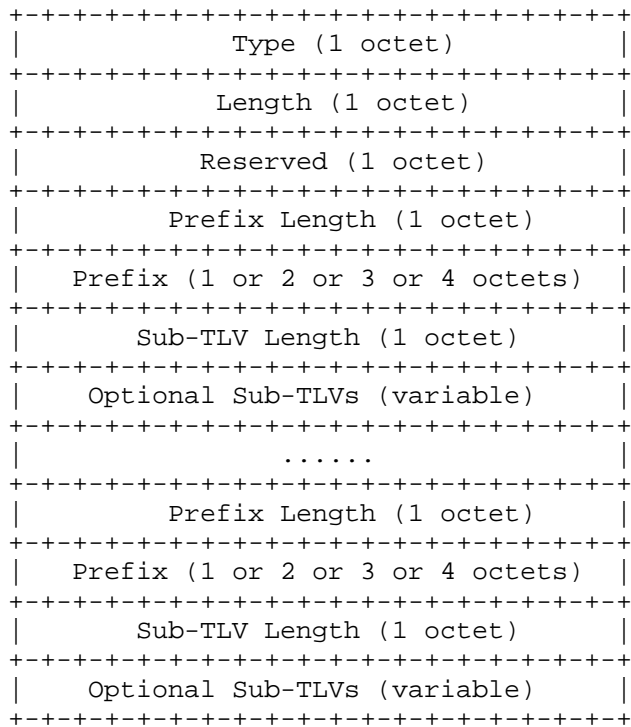 +-+-+-+-+-+-+-+-+-+-+-+-+-+-+-+-+-+-+-+
|              Type (1 octet)           |
+-+-+-+-+-+-+-+-+-+-+-+-+-+-+-+-+-+-+-+
|             Length (1 octet)          |
+-+-+-+-+-+-+-+-+-+-+-+-+-+-+-+-+-+-+-+
|            Reserved (1 octet)         |
+-+-+-+-+-+-+-+-+-+-+-+-+-+-+-+-+-+-+-+
|          Prefix Length (1 octet)      |
+-+-+-+-+-+-+-+-+-+-+-+-+-+-+-+-+-+-+-+
|    Prefix (1 or 2 or 3 or 4 octets)   |
+-+-+-+-+-+-+-+-+-+-+-+-+-+-+-+-+-+-+-+
|        Sub-TLV Length (1 octet)       |
+-+-+-+-+-+-+-+-+-+-+-+-+-+-+-+-+-+-+-+
|     Optional Sub-TLVs (variable)      |
+-+-+-+-+-+-+-+-+-+-+-+-+-+-+-+-+-+-+-+
|                 ......                |
+-+-+-+-+-+-+-+-+-+-+-+-+-+-+-+-+-+-+-+
|          Prefix Length (1 octet)      |
+-+-+-+-+-+-+-+-+-+-+-+-+-+-+-+-+-+-+-+
|    Prefix (1 or 2 or 3 or 4 octets)   |
+-+-+-+-+-+-+-+-+-+-+-+-+-+-+-+-+-+-+-+
|        Sub-TLV Length (1 octet)       |
+-+-+-+-+-+-+-+-+-+-+-+-+-+-+-+-+-+-+-+
|     Optional Sub-TLVs (variable)      |
+-+-+-+-+-+-+-+-+-+-+-+-+-+-+-+-+-+-+-+